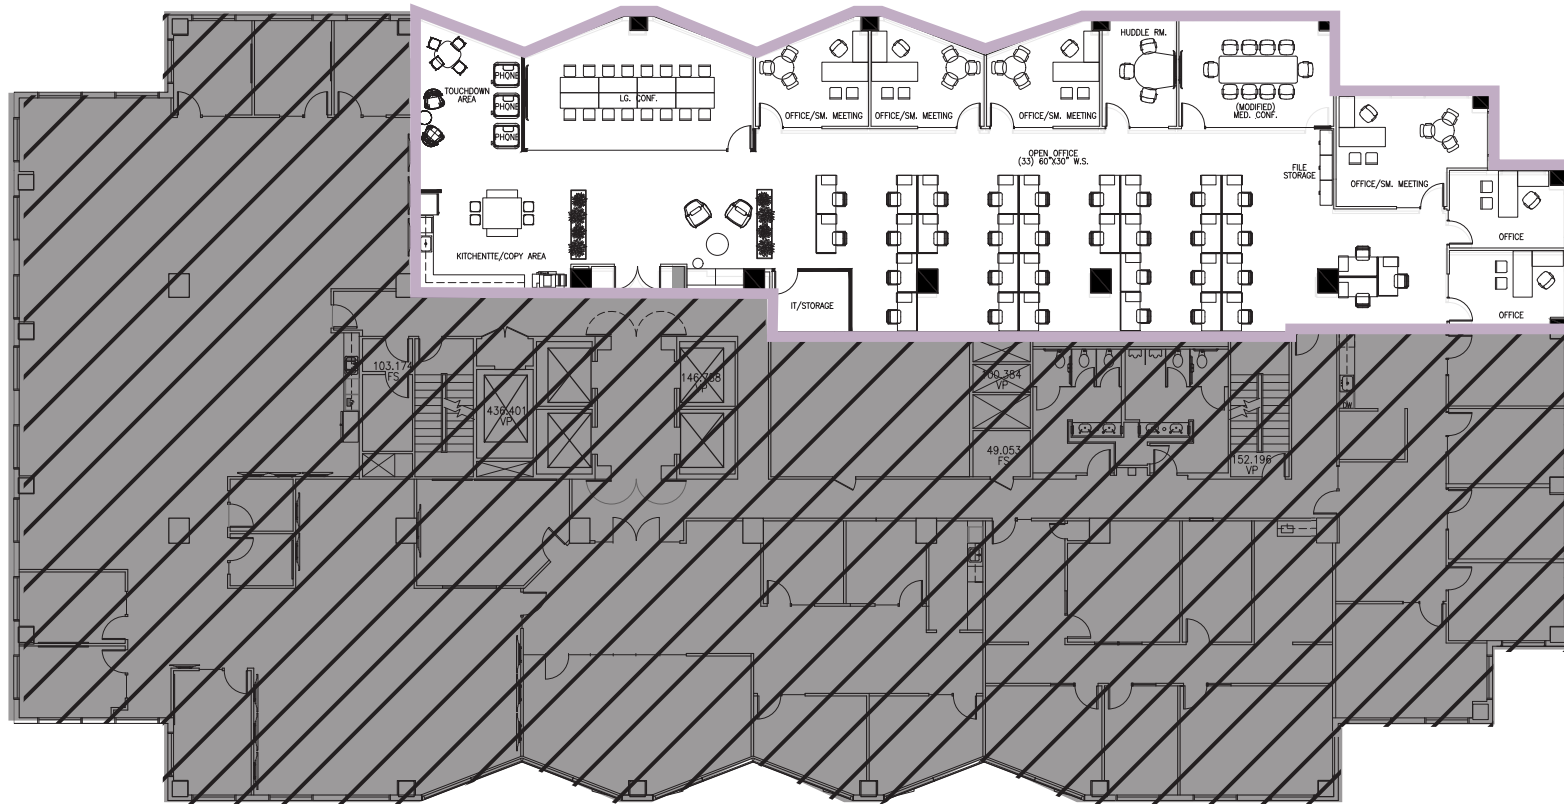 HUDDLE RM.
PHONE
TOUCHDOWN
AREA
LG. CONF.
PHONE
PHONE
OFFICE/SM. MEETING
OFFICE/SM. MEETING
OFFICE/SM. MEETING
(MODIFIED)
MED. CONF.
OPEN OFFICE
(33) 60"X30" W.S.
FILE
STORAGE
OFFICE/SM. MEETING
OFFICE
KITCHENTTE/COPY AREA
IT/STORAGE
OFFICE
103.174
FS
146.788
VP
100.384
VP
436.401
VP
DW
49.053
FS
152.196
VP